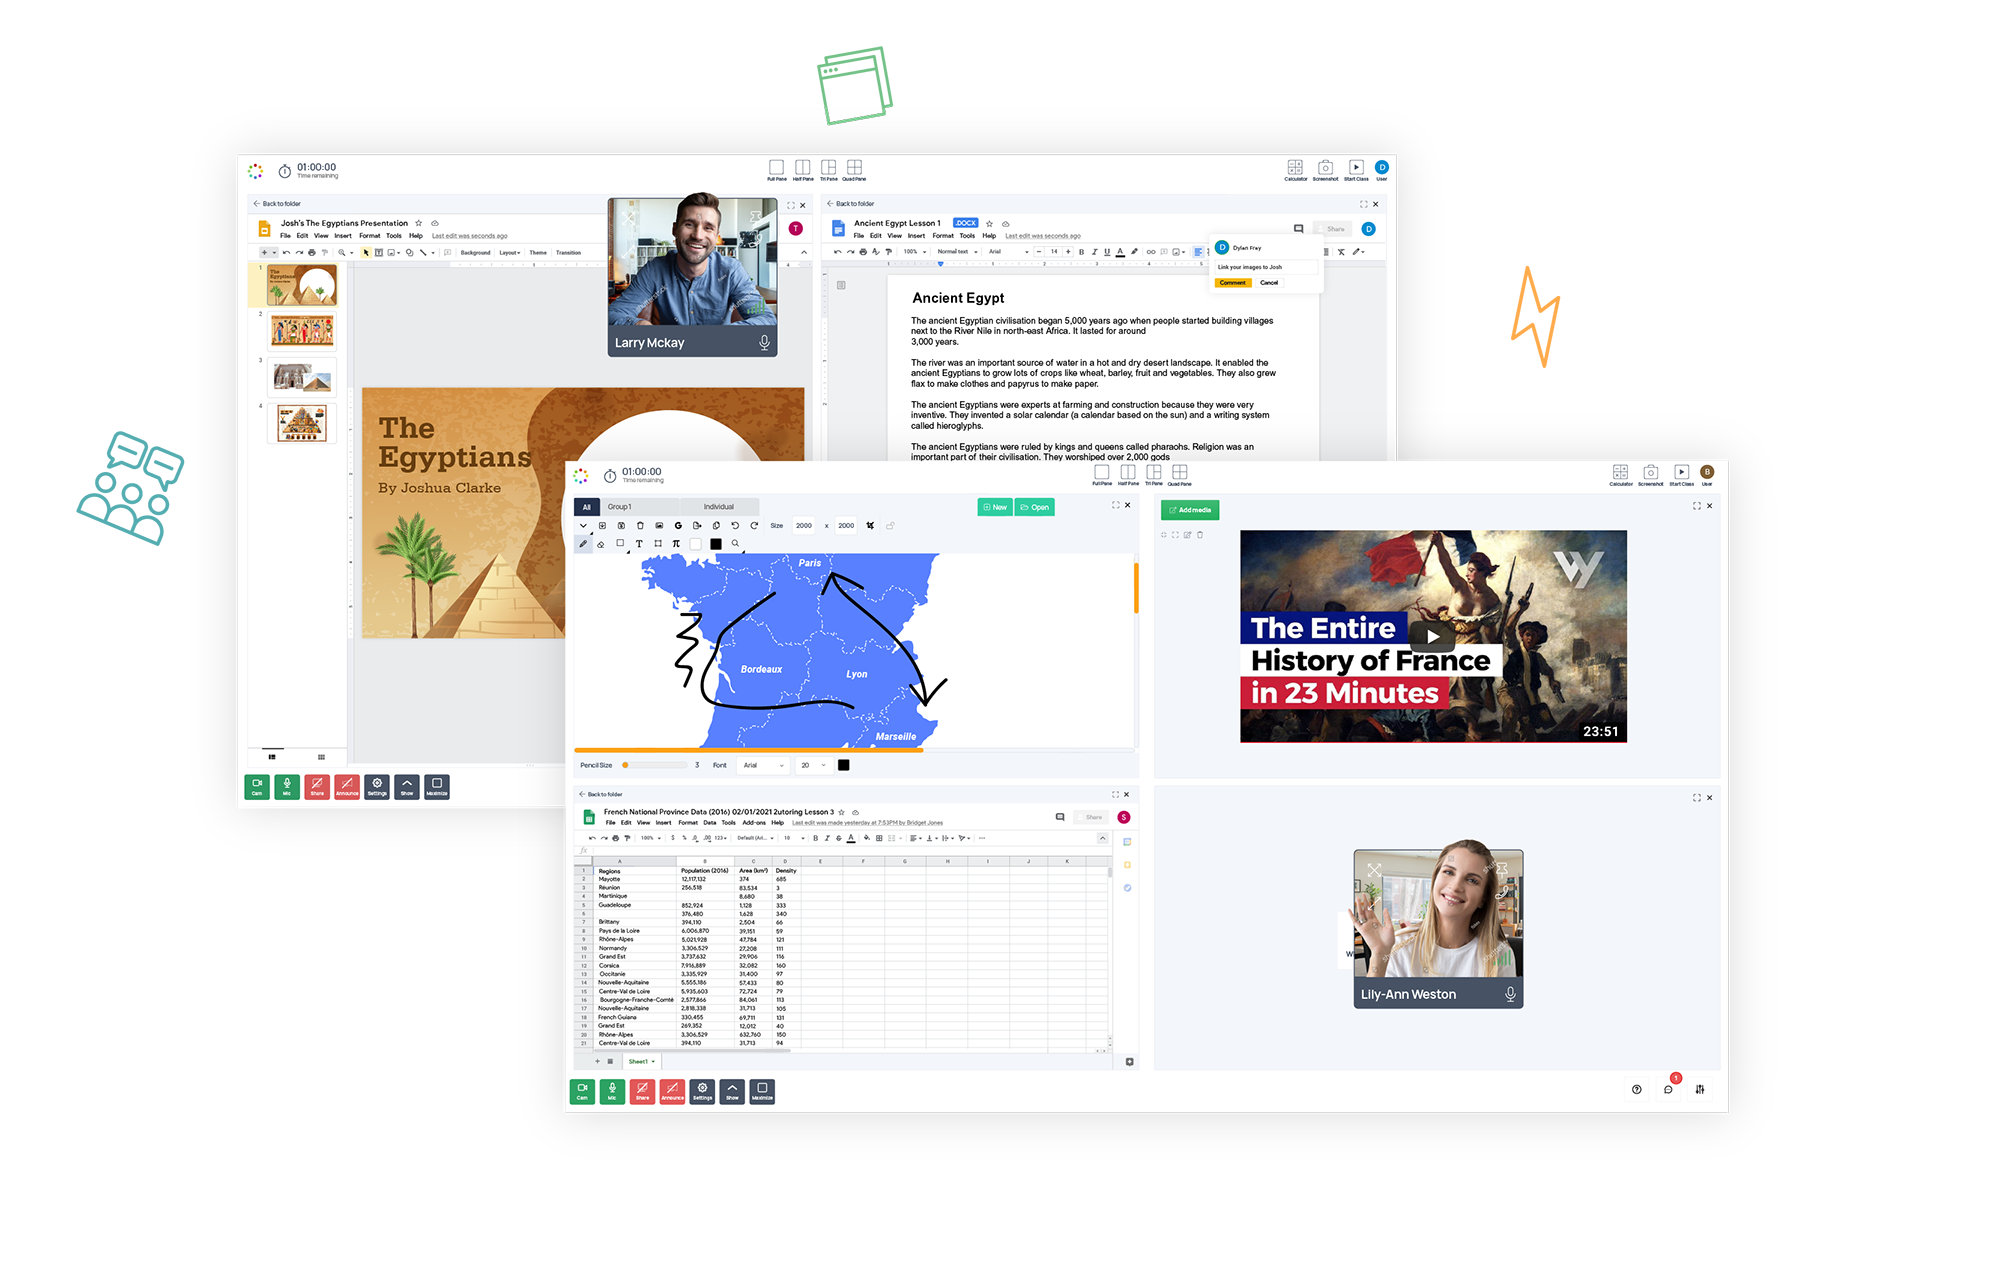 01:00:00
Time remaining
Full Pane
Half Pane
Tri Pane
Quad Pane
Calculator
Screenshot
Start Class
D
User
Back to folder
Josh's The Egyptians Presentation
File Edit View Insert Format Tools Help Last edit was seconds ago
T
Background Layout Theme Transition
1
2
3
4
The
Egyptians
By Joshua Clarke
Larry Mckay
Back to folder
Ancient Egypt Lesson 1 .DOCX
File Edit View Insert Format Tools Help Last edit was seconds ago
Share
D
100% Normal text Arial 14 B I U A
D Dylan Fray
Link your images to Josh
Comment Cancel
Ancient Egypt
The ancient Egyptian civilisation began 5,000 years ago when people started building villages
next to the River Nile in north-east Africa. It lasted for around
3,000 years.
The river was an important source of water in a hot and dry desert landscape. It enabled the
ancient Egyptians to grow lots of crops like wheat, barley, fruit and vegetables. They also grew
flax to make clothes and papyrus to make paper.
The ancient Egyptians were experts at farming and construction because they were very
inventive. They invented a solar calendar (a calendar based on the sun) and a writing system
called hieroglyphs.
The ancient Egyptians were ruled by kings and queens called pharaohs. Religion was an
important part of their civilisation. They worshiped over 2,000 gods
Cam
Mic
Share
Announce
Settings
Show
Maximize
01:00:00
Time remaining
Full Pane
Half Pane
Tri Pane
Quad Pane
Calculator
Screenshot
Start Class
B
User
All Group 1 Individual New Open
Size 2000 x 2000
Paris
Bordeaux
Lyon
Marseille
Pencil Size 3 Font Arial 20
Add media
The Entire
History of France
in 23 Minutes
23:51
Back to folder
French National Province Data (2016) 02/01/2021 2utoring Lesson 3
File Edit View Insert Format Data Tools Add-ons Help Last edit was made yesterday at 7:53PM by Bridget Jones
Share
S
100% $ % .0 .00 123 Default (Ari... 10 B I S A
fx
A B C D E F G H I J K
1 Regions Population (2016) Area (km²) Density
2 Mayotte 12,117,132 374 685
3 Réunion 256,518 83,534 3
4 Martinique 8,680 38
5 Guadeloupe 852,924 1,128 333
6 376,480 1,628 340
7 Brittany 394,110 2,504 66
8 Pays de la Loire 6,006,870 39,151 59
9 Rhône-Alpes 5,021,928 47,784 121
10 Normandy 3,306,529 27,208 111
11 Grand Est 3,737,632 29,906 116
12 Corsica 7,916,889 32,082 160
13 Occitanie 3,335,929 31,400 97
14 Nouvelle-Aquitaine 5,555,186 57,433 80
15 Centre-Val de Loire 5,935,603 72,724 79
16 Bourgogne-Franche-Comté 2,577,866 84,061 113
17 Nouvelle-Aquitaine 2,818,338 31,713 105
18 French Guiana 330,455 69,711 131
19 Grand Est 269,352 12,012 40
20 Rhône-Alpes 3,306,529 632,760 150
21 Centre-Val de Loire 394,110 31,713 94
Sheet1
W
Lily-Ann Weston
Cam
Mic
Share
Announce
Settings
Show
Maximize
1